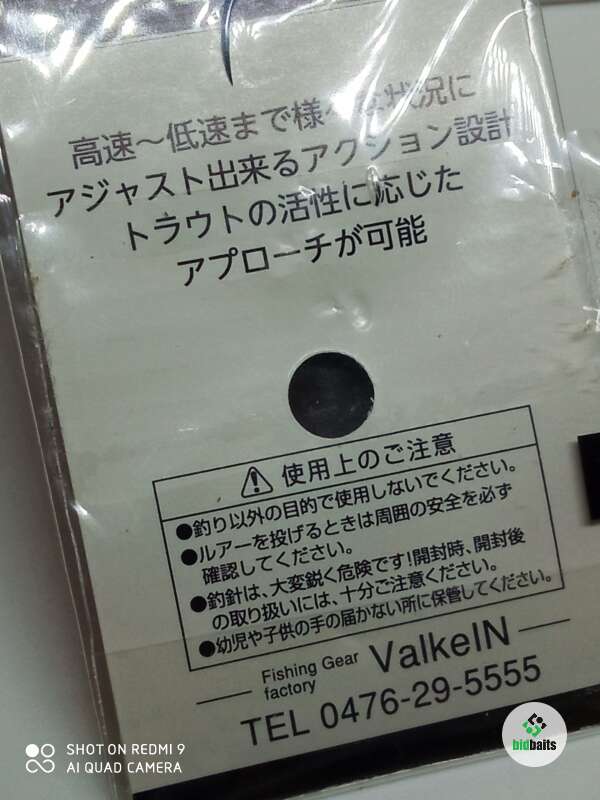 高速～低速まで様々な状況に
アジャスト出来るアクション設計
トラウトの活性に応じた
アプローチが可能
使用上のご注意
●釣り以外の目的で使用しないでください。
●ルアーを投げるときは周囲の安全を必ず
確認してください。
●釣針は、大変鋭く危険です!開封時、開封後
の取り扱いには、十分ご注意ください。
●幼児や子供の手の届かない所に保管してください。
Fishing Gear
factory
ValkeIN
TEL 0476-29-5555
bidbaits
SHOT ON REDMI 9
AI QUAD CAMERA